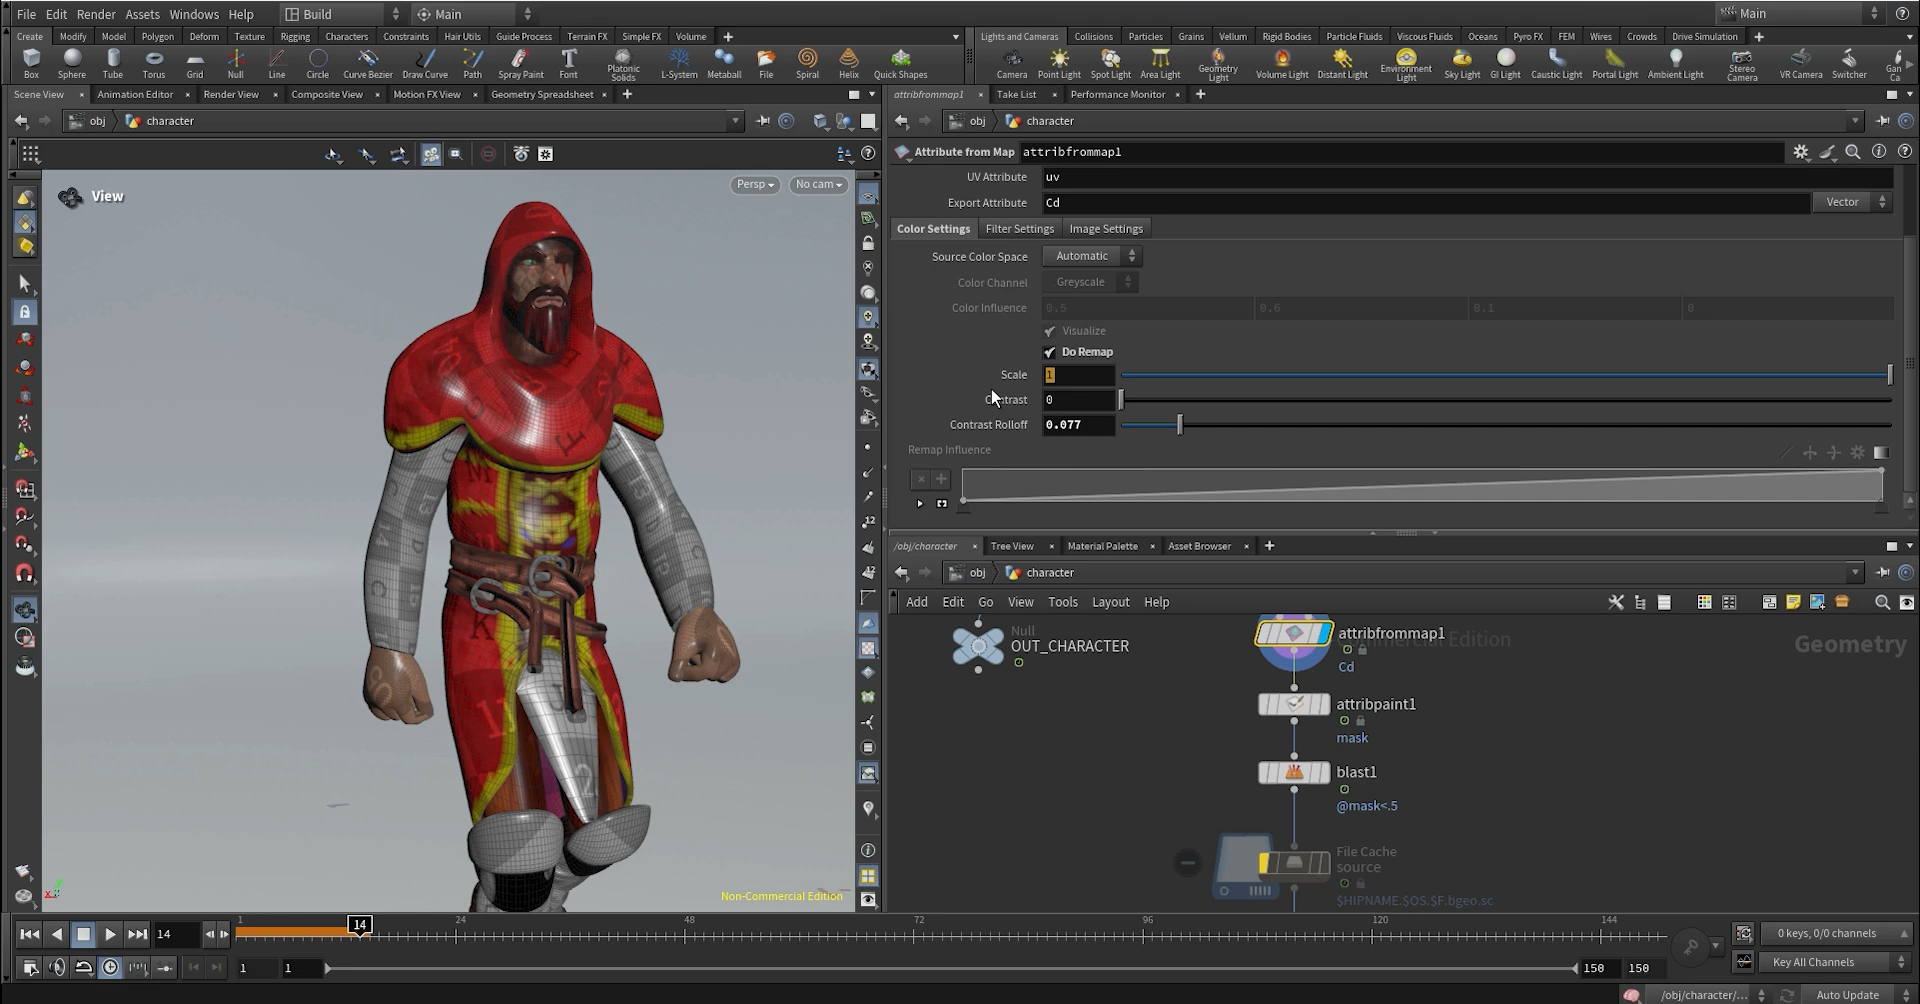 File Edit Render Assets Windows Help Build Main Main
Create Modify Model Polygon Deform Texture Rigging Characters Constraints Hair Utils Guide Process Terrain FX Simple FX Volume
Lights and Cameras Collisions Particles Grains Vellum Rigid Bodies Particle Fluids Viscous Fluids Oceans Pyro FX FEM Wires Crowds Drive Simulation
Box Sphere Tube Torus Grid Null Line Circle Curve Bezier Draw Curve Path Spray Paint Font Platonic Solids L-System Metaball File Spiral Helix Quick Shapes
Camera Point Light Spot Light Area Light Geometry Light Volume Light Distant Light Environment Light Sky Light GI Light Caustic Light Portal Light Ambient Light Stereo Camera VR Camera Switcher Gan Ca
Scene View Animation Editor Render View Composite View Motion FX View Geometry Spreadsheet
attribfrommap1 Take List Performance Monitor
obj character
obj character
Attribute from Map attribfrommap1
View Persp No cam
UV Attribute uv
Export Attribute Cd Vector
Color Settings Filter Settings Image Settings
Source Color Space Automatic
Color Channel Greyscale
Color Influence 0.5 0.6 0.1 0
Visualize
Do Remap
Scale 1
Contrast 0
Contrast Rolloff 0.077
Remap Influence
/obj/character Tree View Material Palette Asset Browser
obj character
Add Edit Go View Tools Layout Help
Null
OUT_CHARACTER
attribfrommap1
Cd
Edition
Geometry
attribpaint1
mask
blast1
@mask<.5
File Cache
source
$HIPNAME.$OS.$F.bgeo.sc
Non-Commercial Edition
1 14 24 48 72 96 120 144
14
0 keys, 0/0 channels
1 1 150 150
Key All Channels
/obj/character/... Auto Update